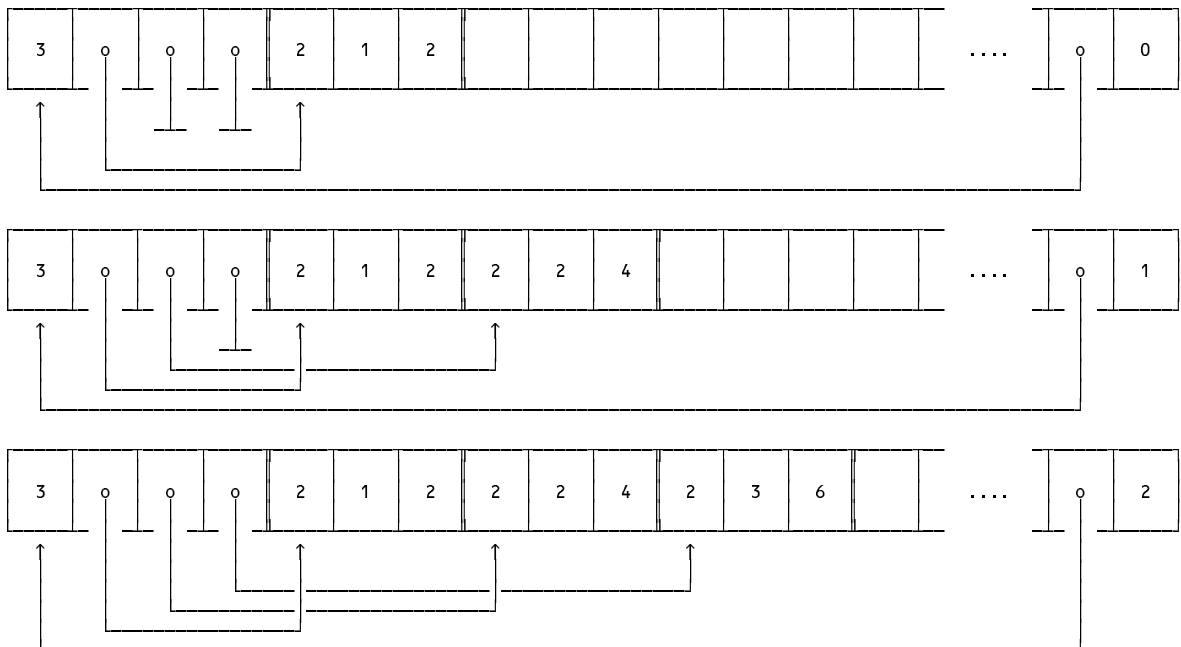 3 o o o 2 1 2 .... o 0
3 o o o 2 1 2 2 2 4 .... o 1
3 o o o 2 1 2 2 2 4 2 3 6 .... o 2